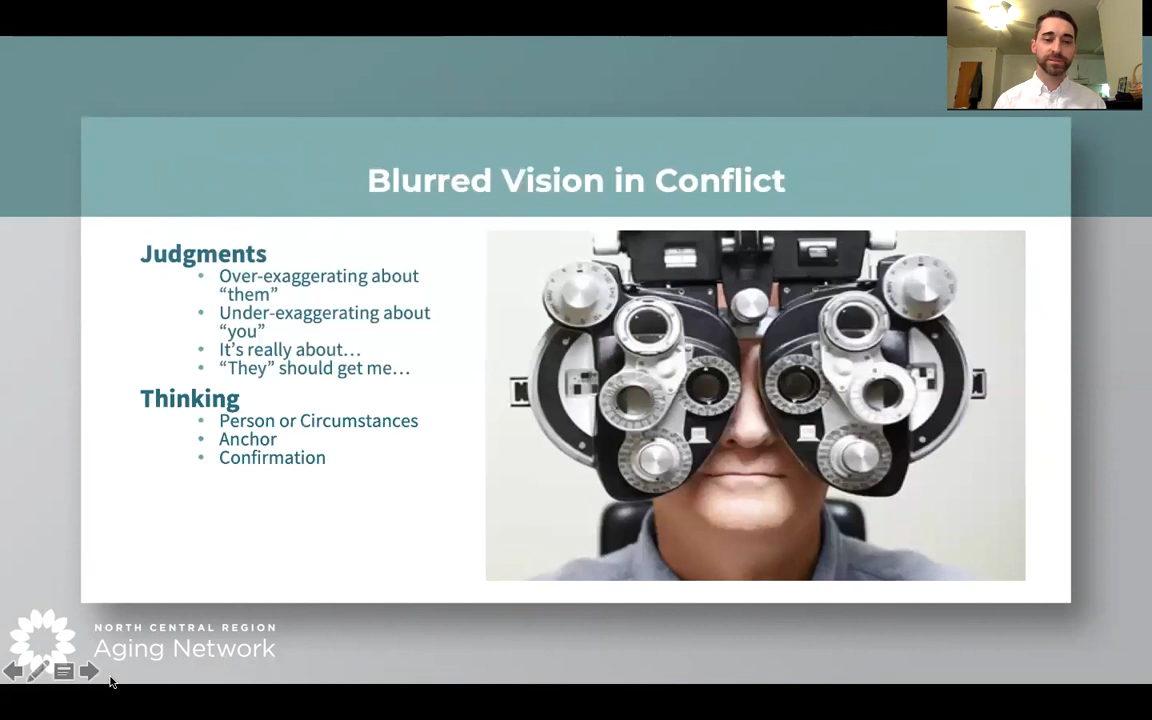 Blurred Vision in Conflict
Judgments
• Over-exaggerating about
“them”
• Under-exaggerating about
“you”
• It’s really about…
• “They” should get me…
Thinking
• Person or Circumstances
• Anchor
• Confirmation
NORTH CENTRAL REGION
Aging Network